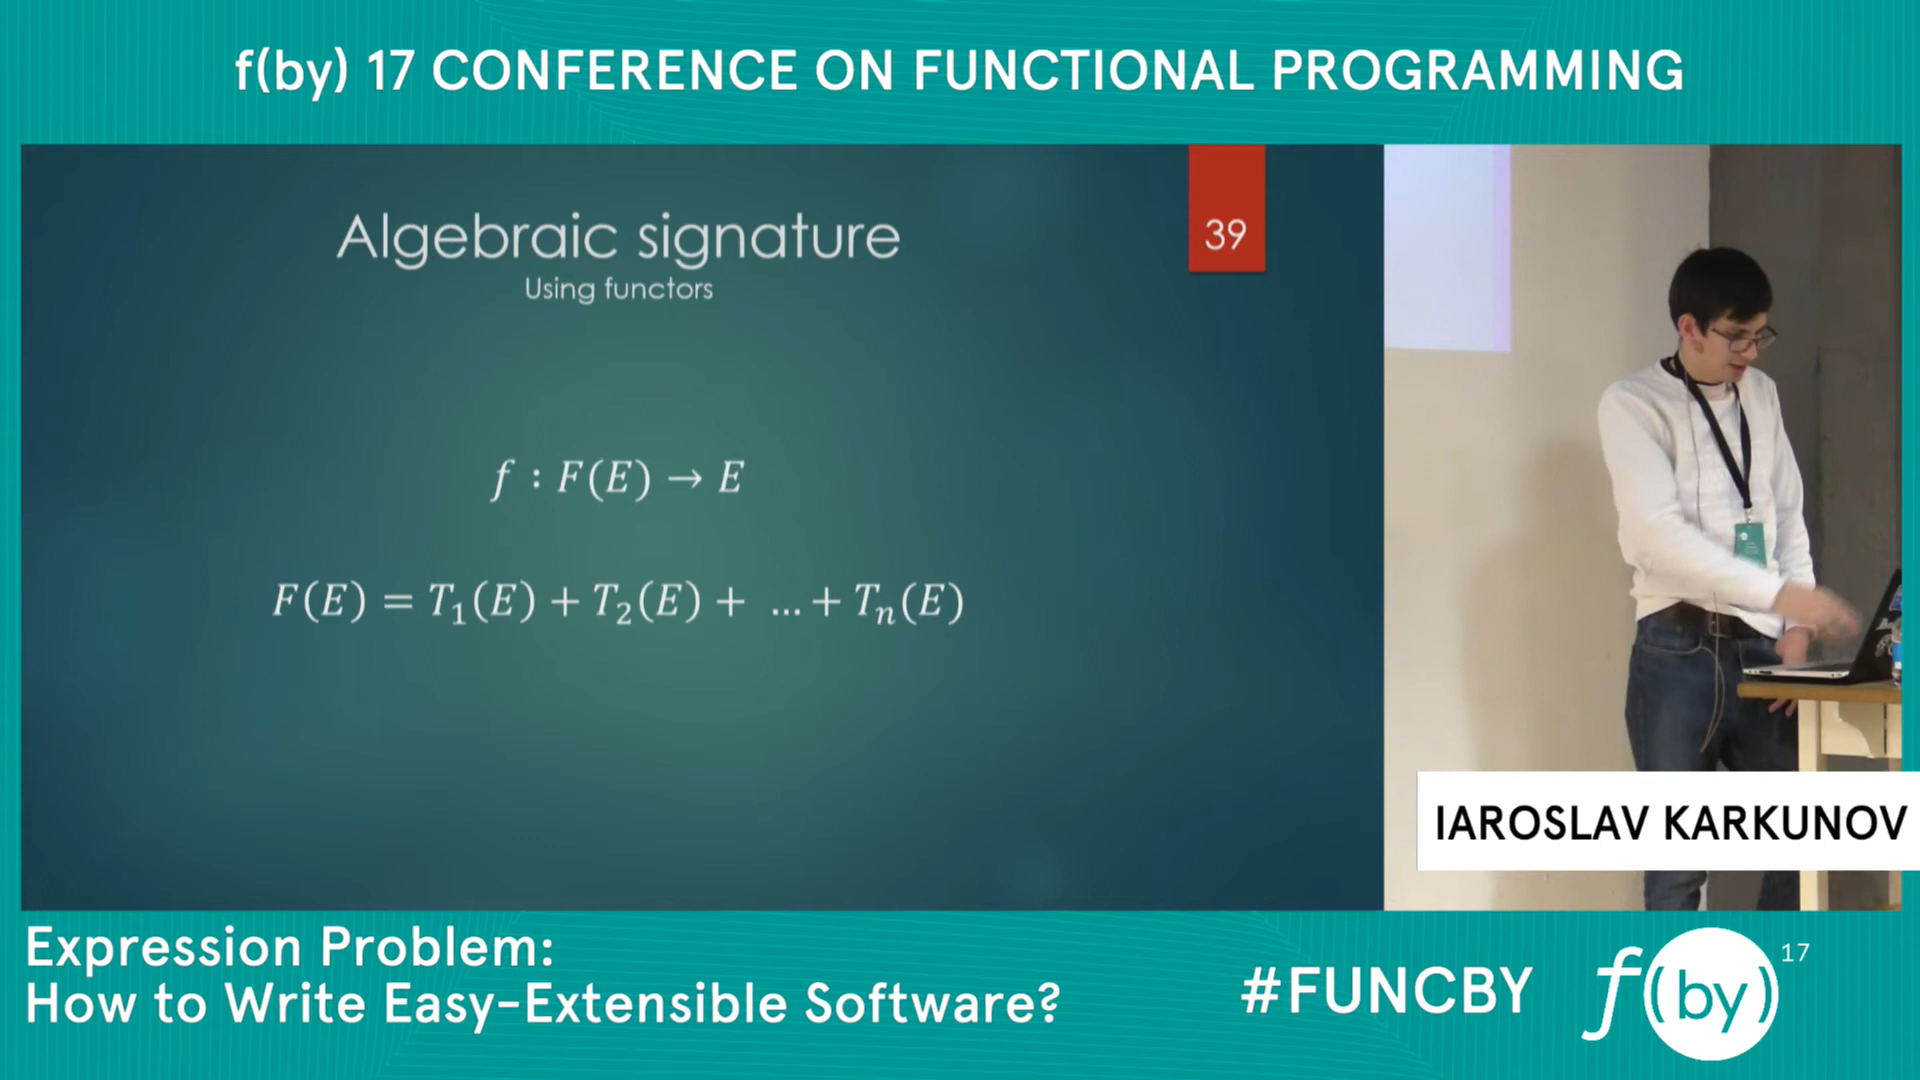 f(by) 17 CONFERENCE ON FUNCTIONAL PROGRAMMING
Algebraic signature
39
Using functors
f : F(E) → E
F(E) = T₁(E) + T₂(E) + ... + Tₙ(E)
IAROSLAV KARKUNOV
Expression Problem:
How to Write Easy-Extensible Software?
#FUNCBY
f(by) 17